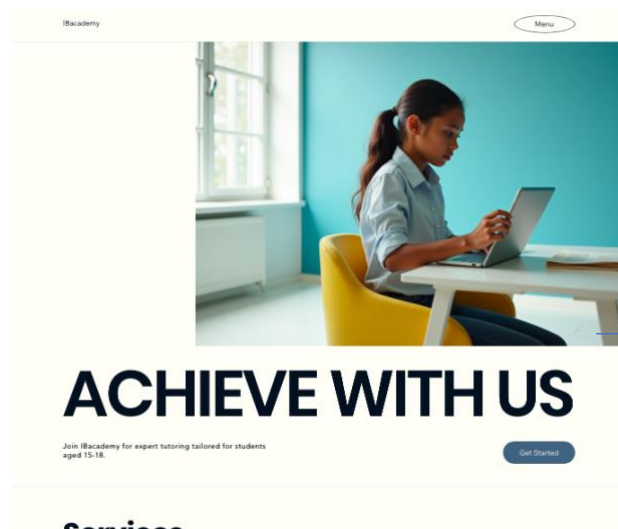 IBacademy
Menu
ACHIEVE WITH US
Join IBacademy for expert tutoring tailored for students
aged 15-18.
Get Started
Services